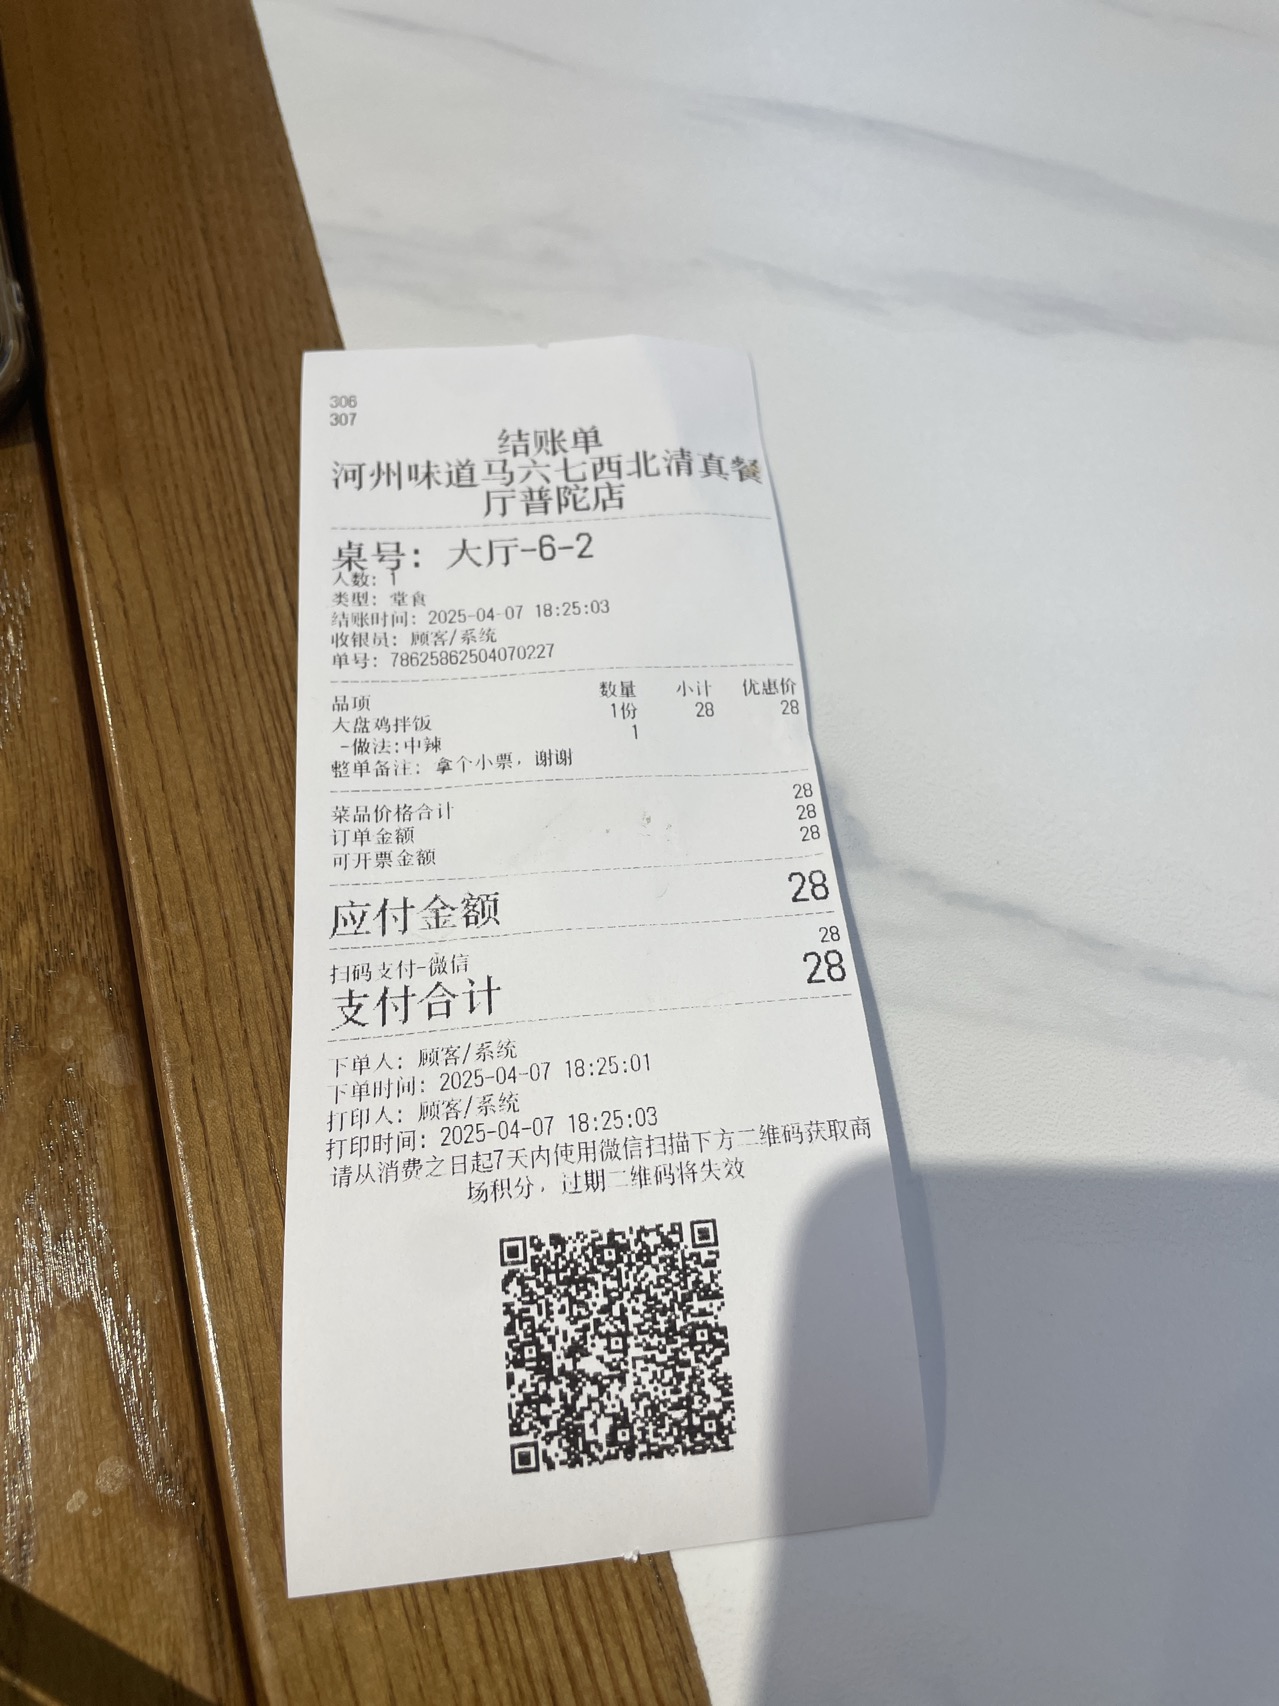 306
307
结账单
河州味道马六七西北清真餐
厅普陀店
桌号: 大厅-6-2
人数: 1
类型: 堂食
结账时间: 2025-04-07 18:25:03
收银员: 顾客/系统
单号: 78625862504070227
品项 数量 小计 优惠价
大盘鸡拌饭 1份 28 28
-做法:中辣 1
整单备注: 拿个小票，谢谢
菜品价格合计 28
订单金额 28
可开票金额 28
应付金额 28
扫码支付-微信 28
支付合计 28
下单人: 顾客/系统
下单时间: 2025-04-07 18:25:01
打印人: 顾客/系统
打印时间: 2025-04-07 18:25:03
请从消费之日起7天内使用微信扫描下方二维码获取商
场积分，过期二维码将失效